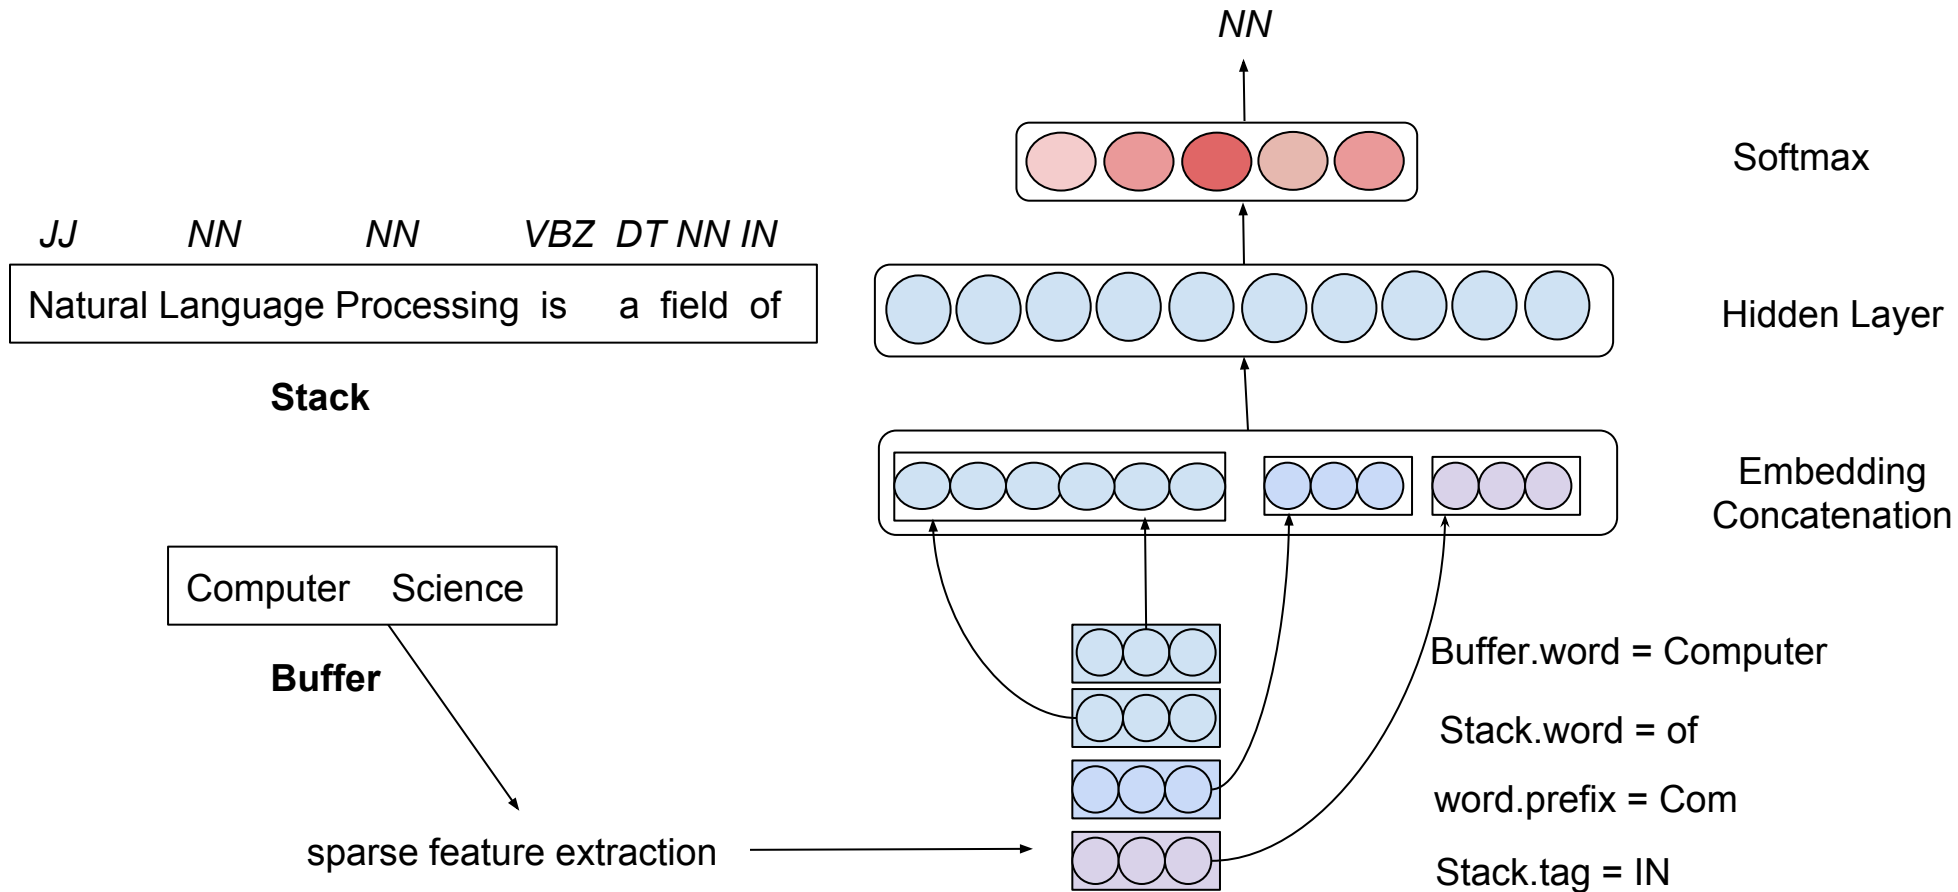 NN
Softmax
JJ NN NN VBZ DT NN IN
Natural Language Processing is a field of
Hidden Layer
Stack
Embedding
Concatenation
Computer Science
Buffer
Buffer.word = Computer
Stack.word = of
word.prefix = Com
sparse feature extraction
Stack.tag = IN